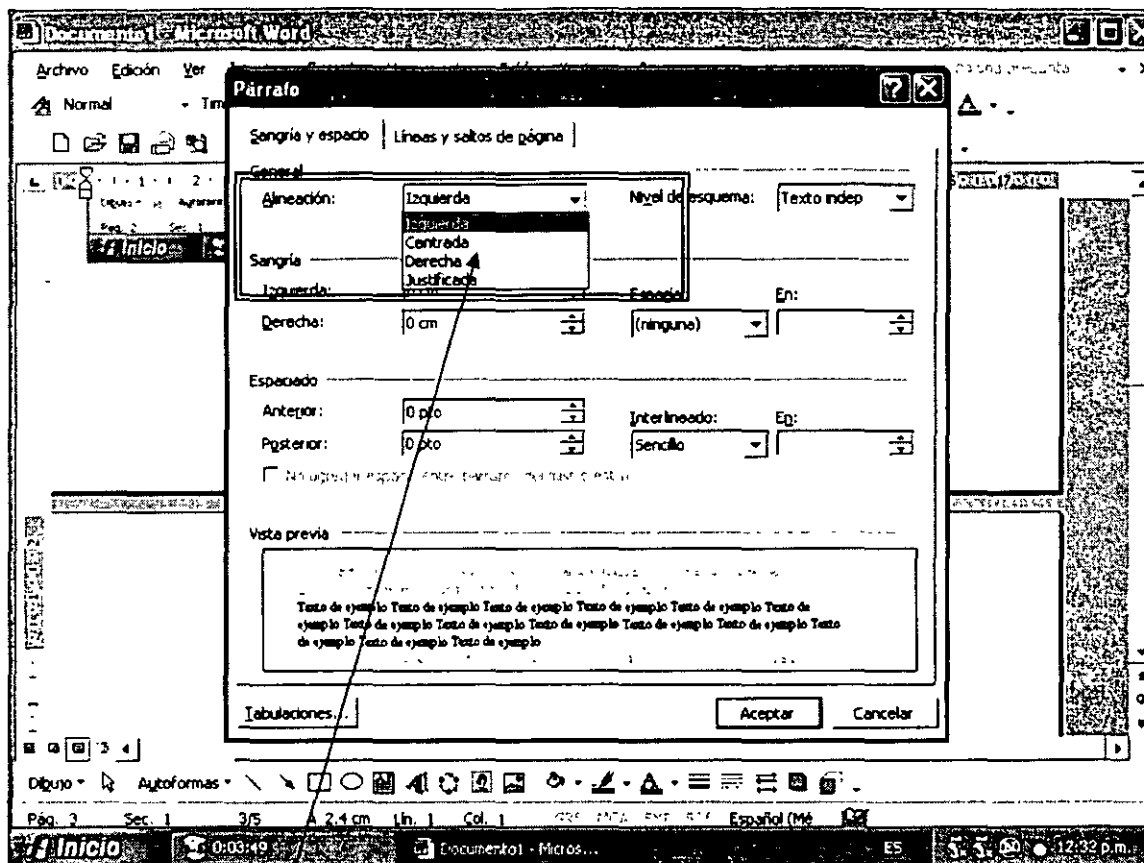 Documento1 - Microsoft Word
Archivo Edición Ver
Normal
Párrafo
Sangría y espacio Líneas y saltos de página
General
Alineación: Izquierda Nivel de esquema: Texto indep
Izquierda
Centrada
Derecha
Justificada
Inicio
Sangría
Izquierda: Espacio En:
Derecha: 0 cm (ninguna)
Espaciado
Anterior: 0 pto Interlineado: En:
Posterior: 0 pto Sencillo
Vista previa
Texto de ejemplo Texto de ejemplo Texto de ejemplo Texto de ejemplo Texto de ejemplo Texto de
ejemplo Texto de ejemplo Texto de ejemplo Texto de ejemplo Texto de ejemplo Texto de ejemplo Texto
de ejemplo Texto de ejemplo Texto de ejemplo
Tabulaciones... Aceptar Cancelar
Dibujo Autoformas
Pág. 3 Sec. 1 3/5 A 2.4 cm Lín. 1 Col. 1 Español (Mé
Inicio 0:03:49 Documento1 - Micros... ES 12:32 p.m.